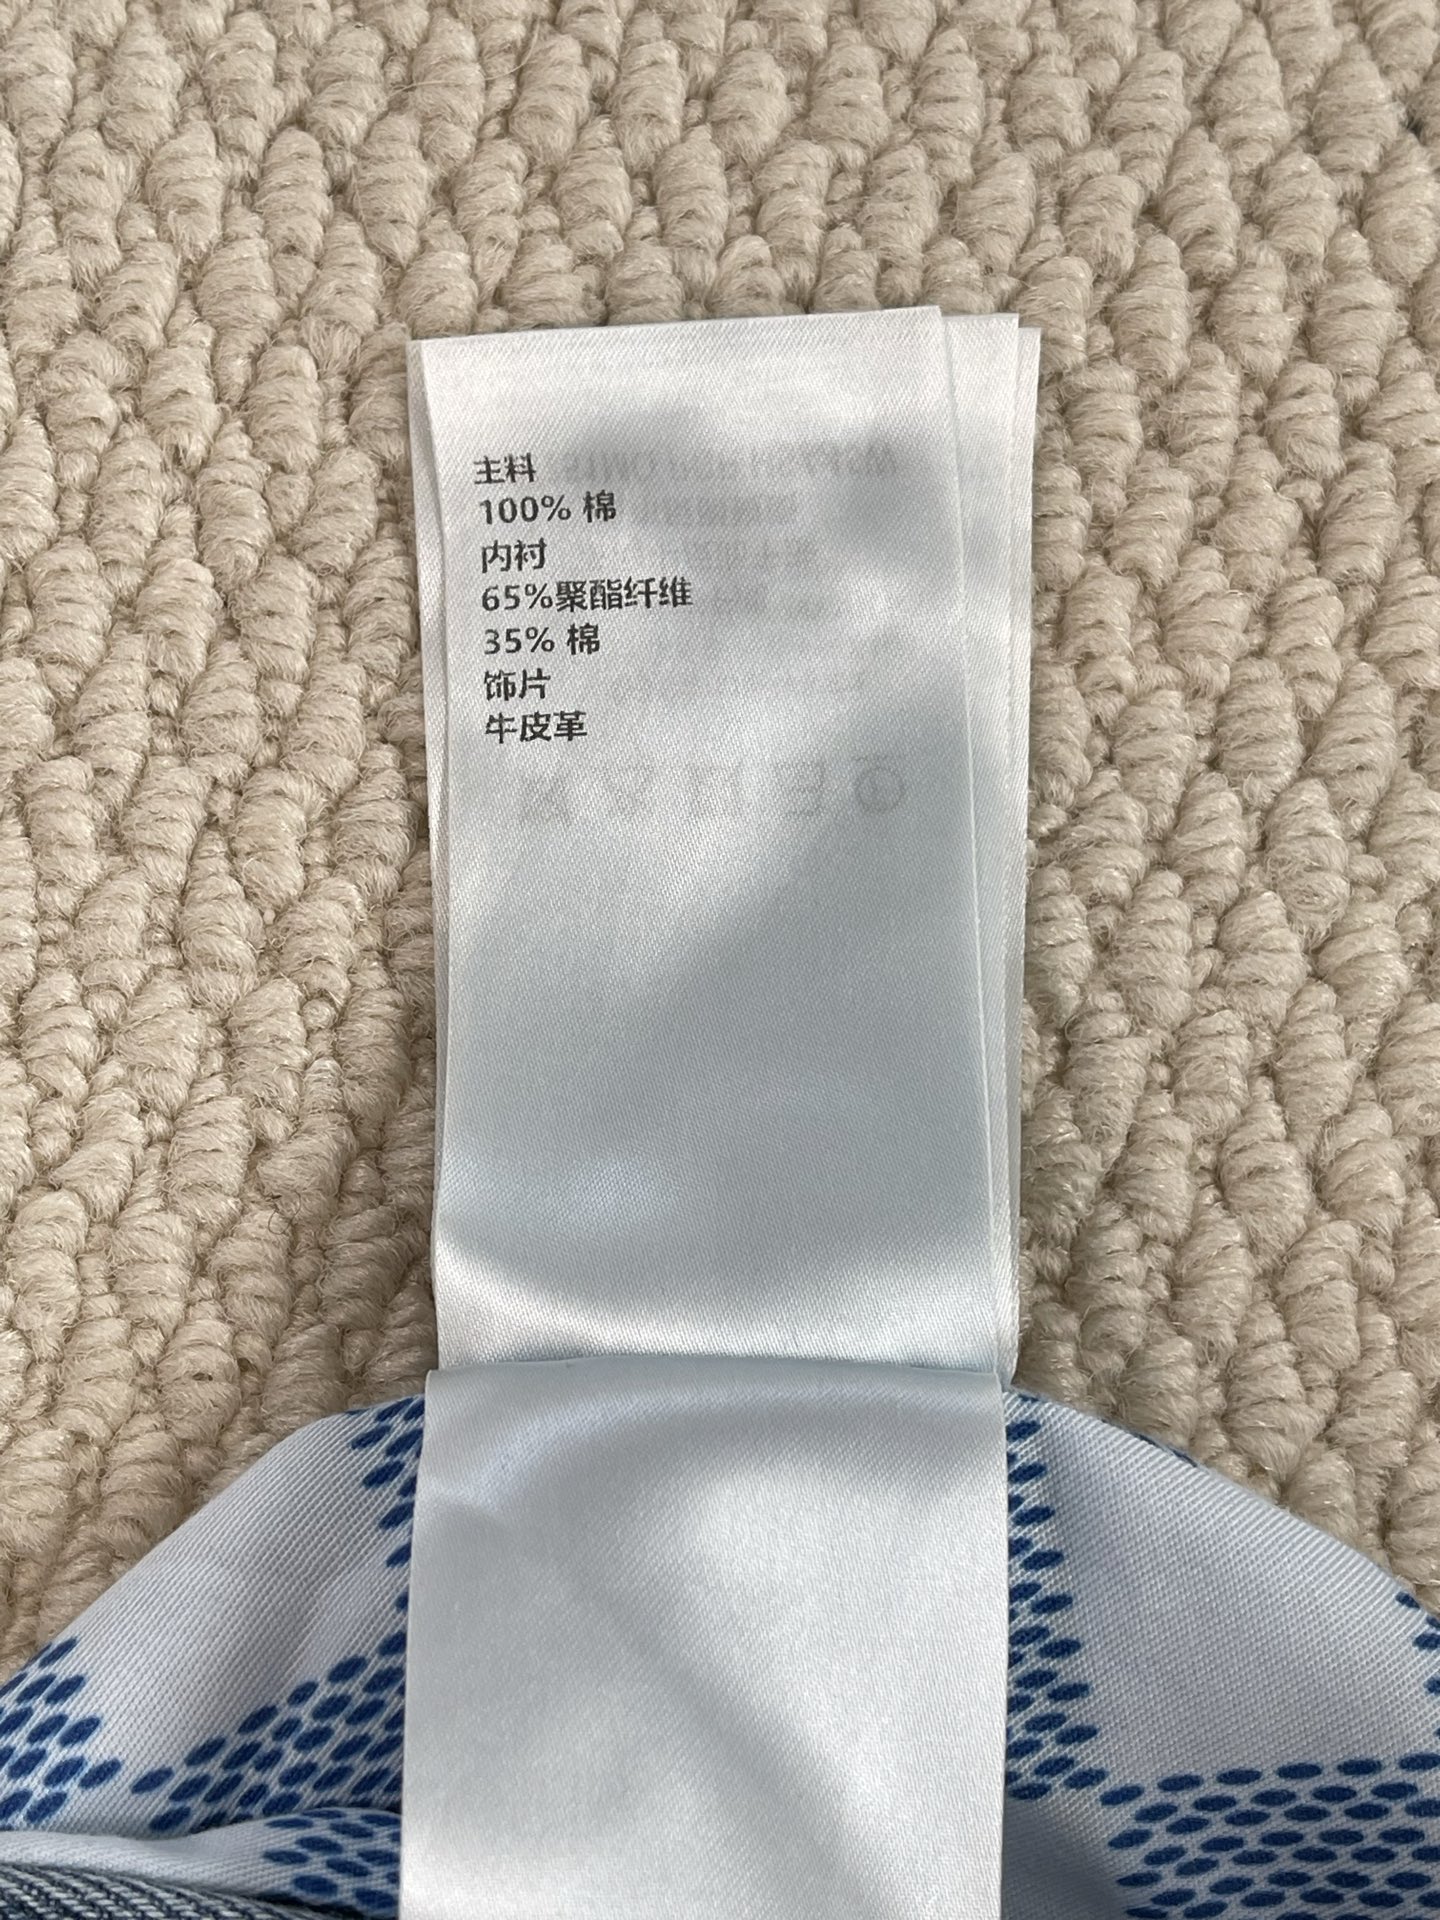 主料
100% 棉
内衬
65%聚酯纤维
35% 棉
饰片
牛皮革